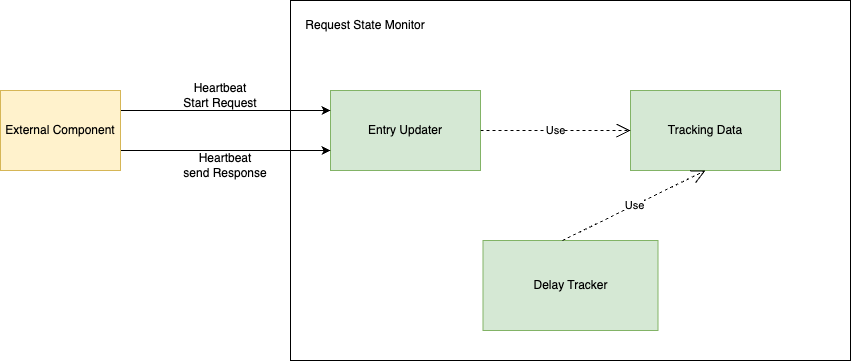 Request State Monitor
Heartbeat
Start Request
External Component
Entry Updater
Use
Tracking Data
Heartbeat
send Response
Use
Delay Tracker